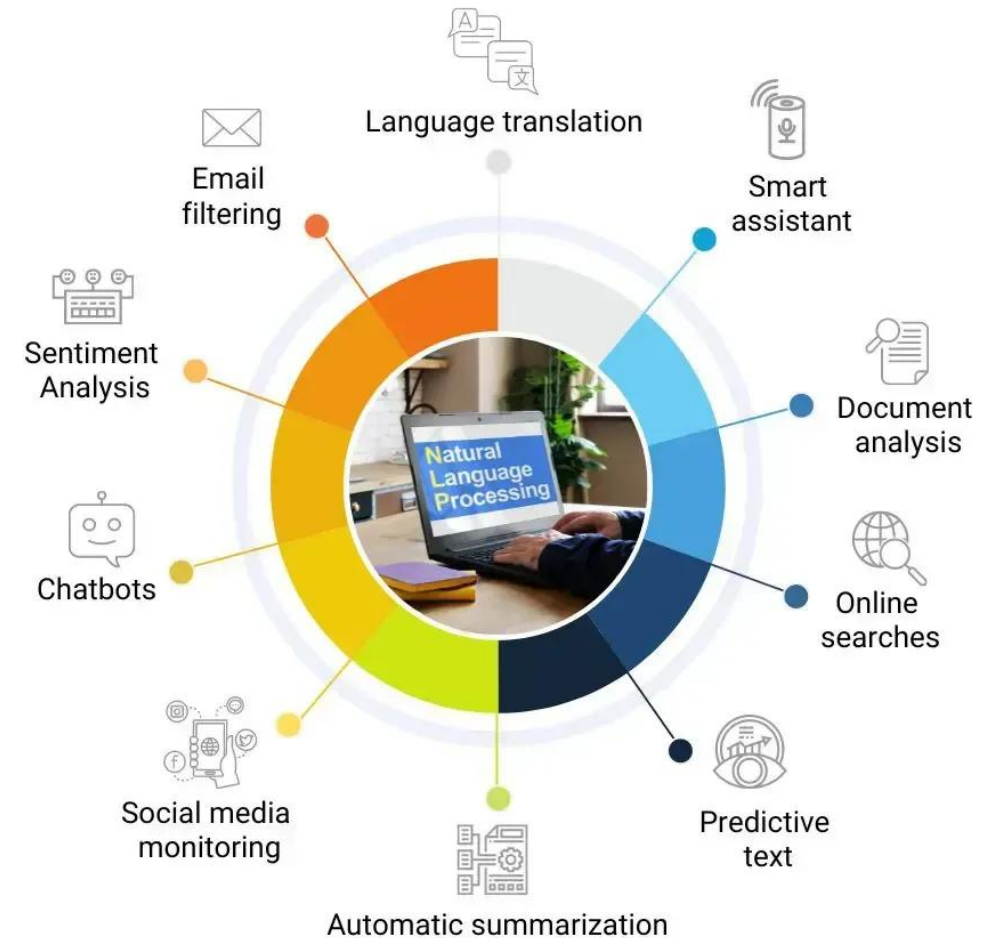 A
文
Language translation
Smart
assistant
Document
analysis
Online
searches
Predictive
text
Automatic summarization
Social media
monitoring
Chatbots
Sentiment
Analysis
Email
filtering
Natural
Language
Processing